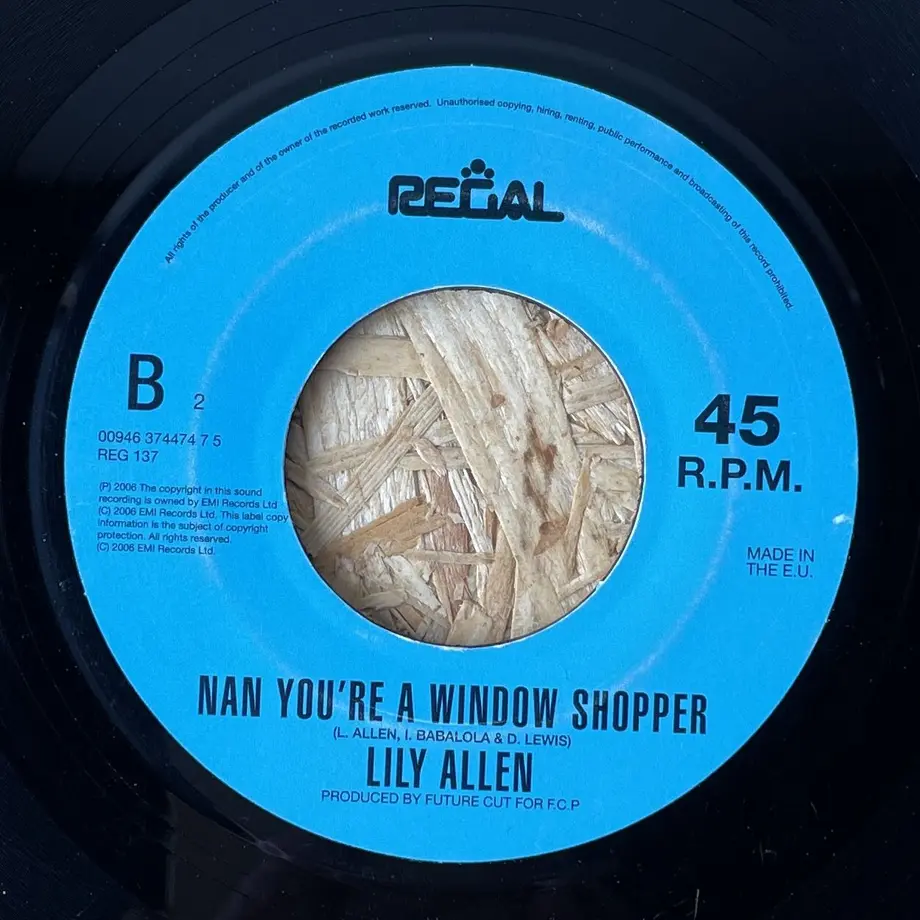 All rights of the producer and of the owner of the recorded work reserved. Unauthorised copying, hiring, renting, public performance and broadcasting of this record prohibited.
REGAL
B 2
00946 374474 7 5
REG 137
(P) 2006 The copyright in this sound
recording is owned by EMI Records Ltd
(C) 2006 EMI Records Ltd. This label copy
information is the subject of copyright
protection. All rights reserved.
(C) 2006 EMI Records Ltd.
45
R.P.M.
MADE IN
THE E.U.
NAN YOU'RE A WINDOW SHOPPER
(L. ALLEN, I. BABALOLA & D. LEWIS)
LILY ALLEN
PRODUCED BY FUTURE CUT FOR F.C.P